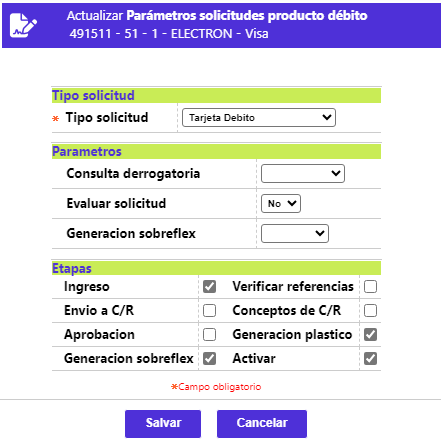 Actualizar Parámetros solicitudes producto débito
491511 - 51 - 1 - ELECTRON - Visa
Tipo solicitud
* Tipo solicitud Tarjeta Debito
Parametros
Consulta derrogatoria
Evaluar solicitud No
Generacion sobreflex
Etapas
Ingreso Verificar referencias
Envio a C/R Conceptos de C/R
Aprobacion Generacion plastico
Generacion sobreflex Activar
*Campo obligatorio
Salvar Cancelar